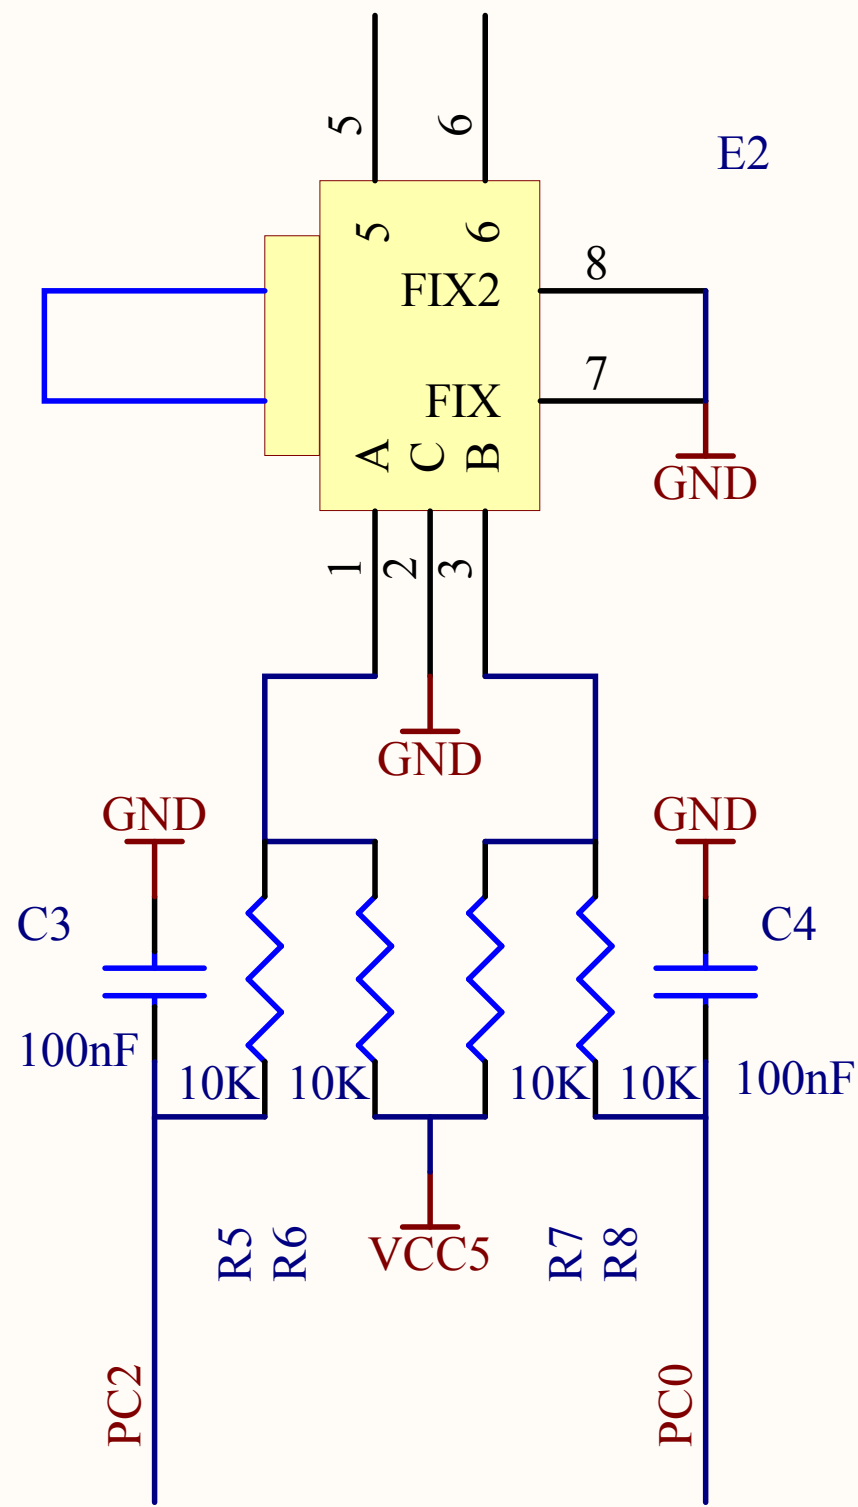 5
6
E2
5
6
8
FIX2
7
FIX
A
C
B
GND
1
2
3
GND
GND
GND
C3
C4
100nF
10K
10K
10K
10K
100nF
R5
R6
VCC5
R7
R8
PC2
PC0